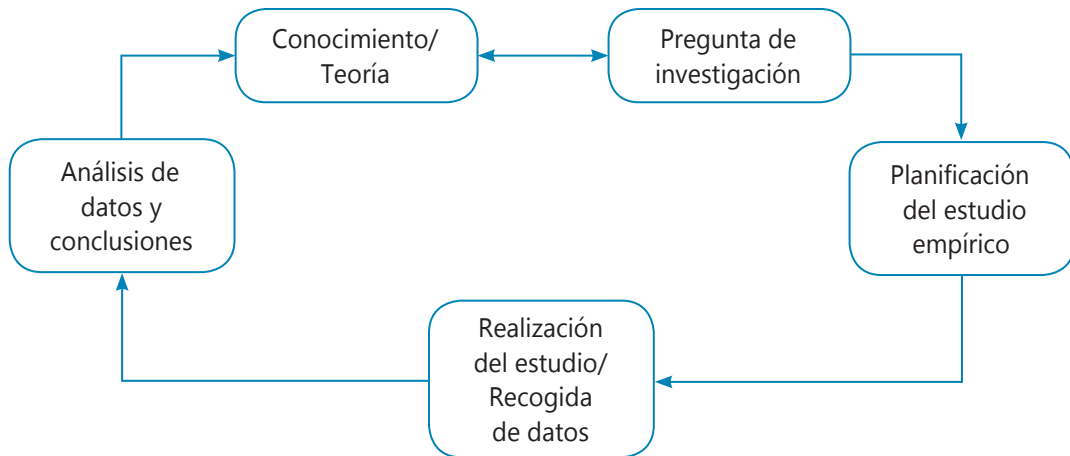 Conocimiento/
Teoría
Pregunta de
investigación
Planificación
del estudio
empírico
Realización
del estudio/
Recogida
de datos
Análisis de
datos y
conclusiones